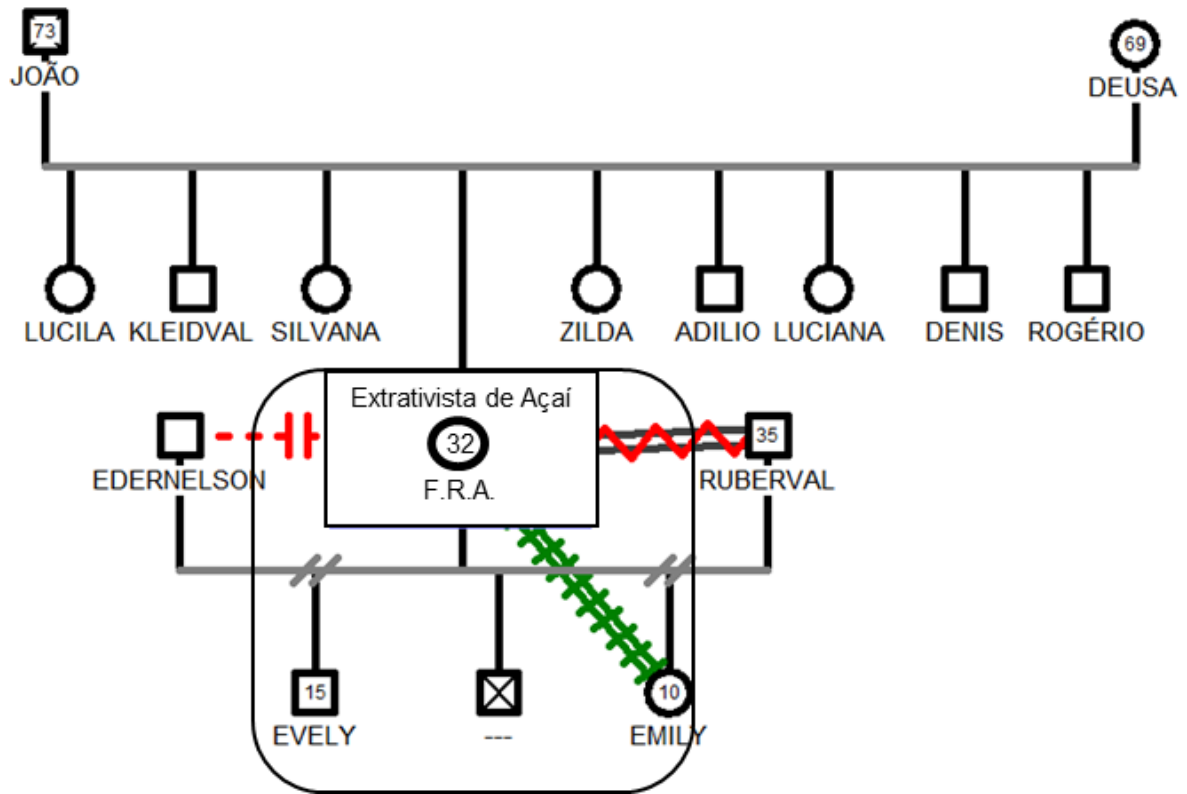 73
JOÃO
69
DEUSA
LUCILA
KLEIDVAL
SILVANA
ZILDA
ADILIO
LUCIANA
DENIS
ROGÉRIO
EDERNELSON
Extrativista de Açaí
32
F.R.A.
35
RUBERVAL
15
EVELY
---
10
EMILY